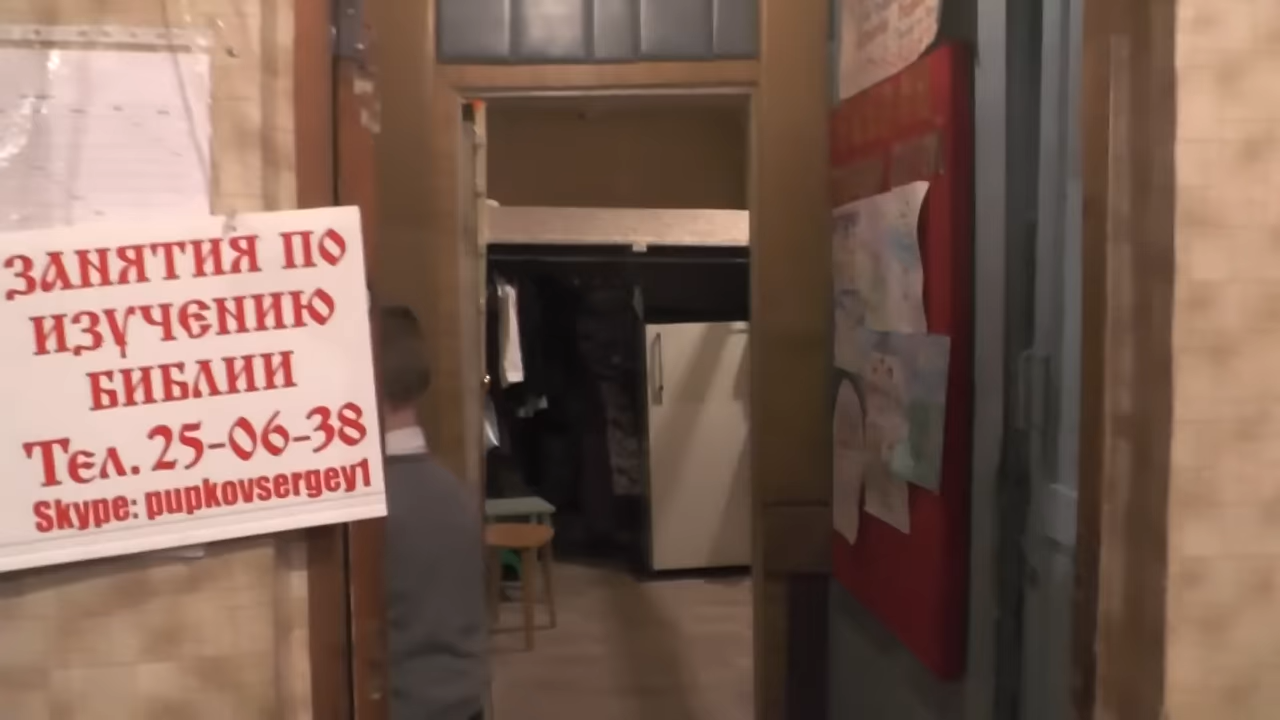 ЗАНЯТИЯ ПО
ИЗУЧЕНИЮ
БИБЛИИ
Тел. 25-06-38
Skype: pupkovsergey1